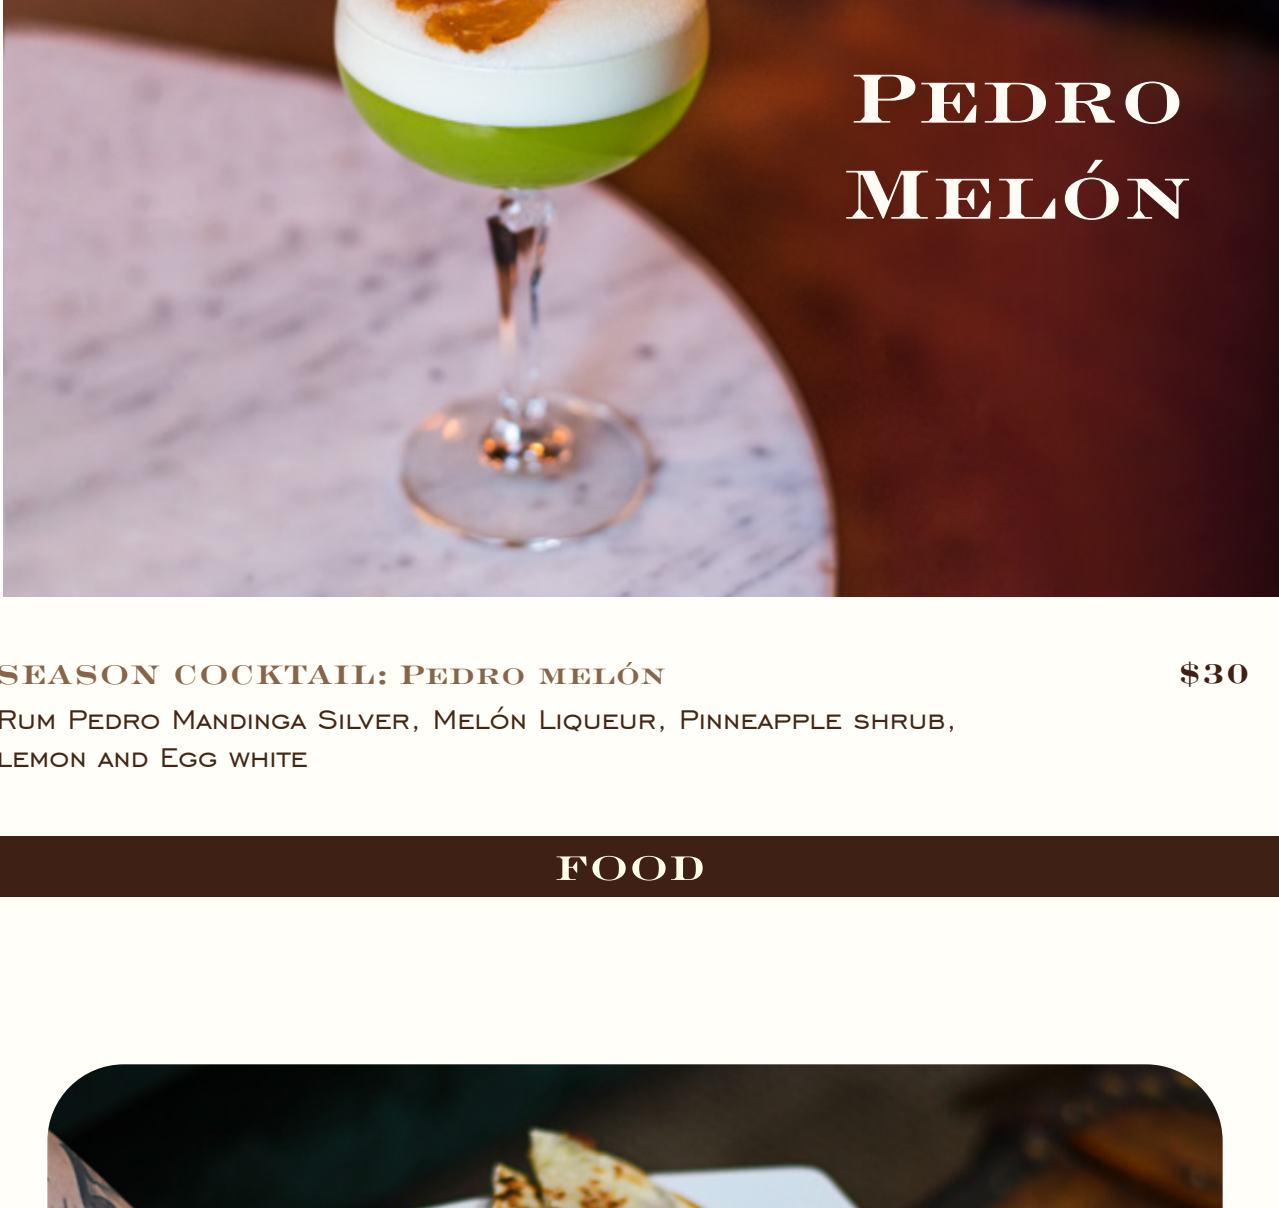 Pedro
Melón
SEASON COCKTAIL: Pedro melón
$30
Rum Pedro Mandinga Silver, Melón Liqueur, Pinneapple shrub,
lemon and Egg white
FOOD